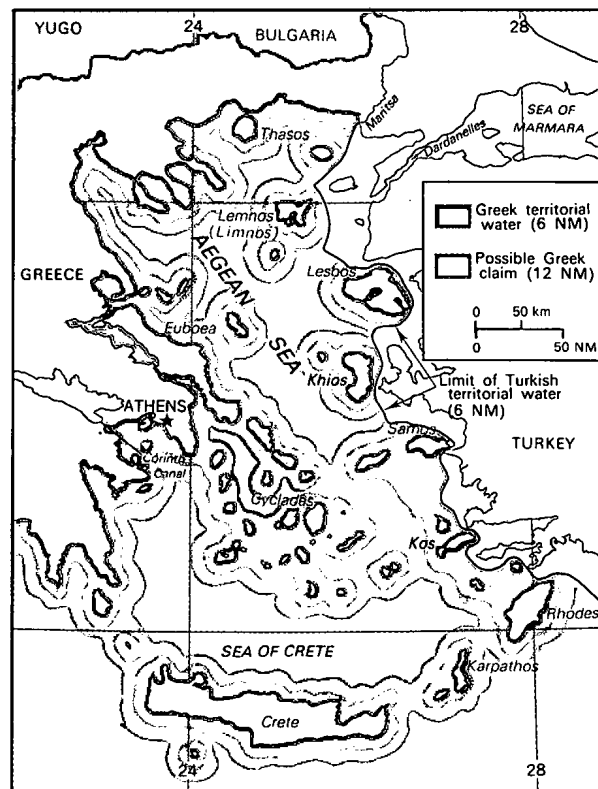 24
28
YUGO
BULGARIA
Maritsa
SEA OF
MARMARA
Dardanelles
Thasos
Lemnos
(Limnos)
Greek territorial
water (6 NM)
Possible Greek
claim (12 NM)
0 50 km
0 50 NM
GREECE
AEGEAN
SEA
Lesbos
Euboea
Khios
Limit of Turkish
territorial water
(6 NM)
ATHENS
Corinth
Canal
Samos
TURKEY
Cycladas
Kos
Rhodes
SEA OF CRETE
Karpathos
Crete
24
28